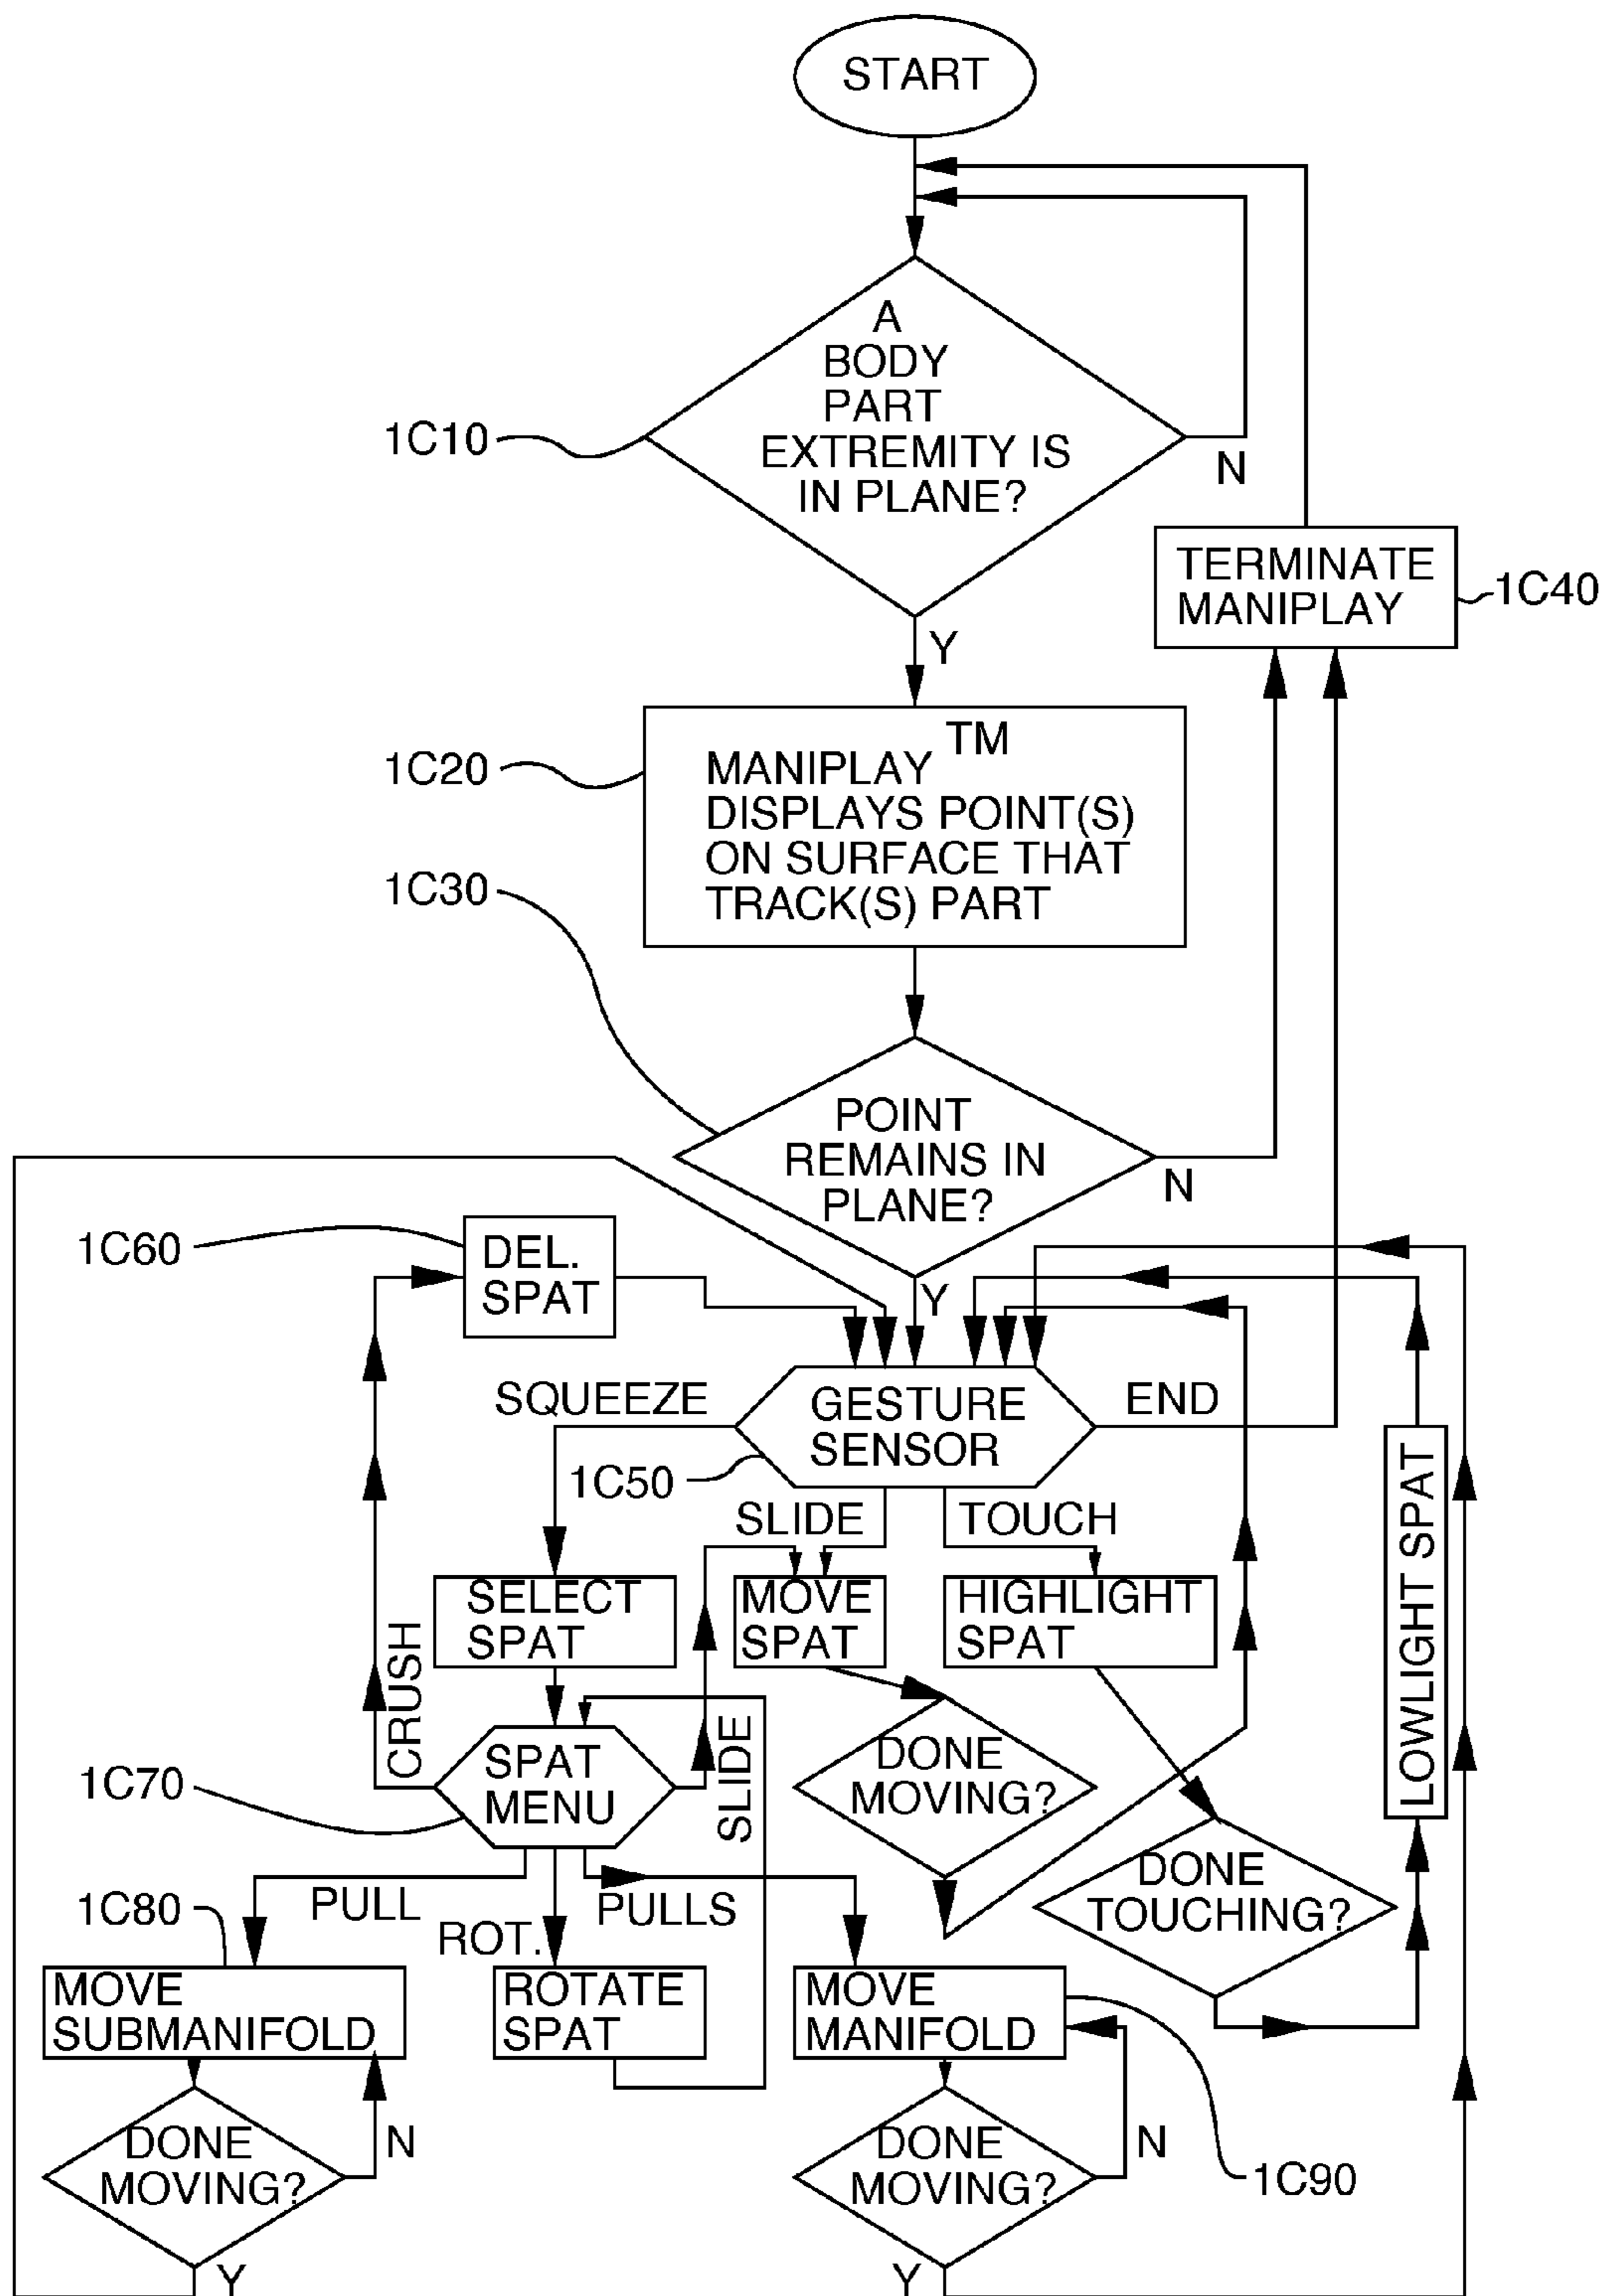 START
A
BODY
PART
EXTREMITY IS
IN PLANE?
1C10
N
TERMINATE
MANIPLAY
1C40
Y
1C20
MANIPLAY TM
DISPLAYS POINT(S)
ON SURFACE THAT
TRACK(S) PART
1C30
POINT
REMAINS IN
PLANE?
N
1C60
DEL.
SPAT
Y
SQUEEZE
GESTURE
SENSOR
END
1C50
SLIDE
TOUCH
SELECT
SPAT
MOVE
SPAT
HIGHLIGHT
SPAT
LOWLIGHT SPAT
CRUSH
SPAT
MENU
SLIDE
1C70
DONE
MOVING?
DONE
TOUCHING?
1C80
PULL
ROT.
PULLS
MOVE
SUBMANIFOLD
ROTATE
SPAT
MOVE
MANIFOLD
DONE
MOVING?
N
DONE
MOVING?
N
1C90
Y
Y